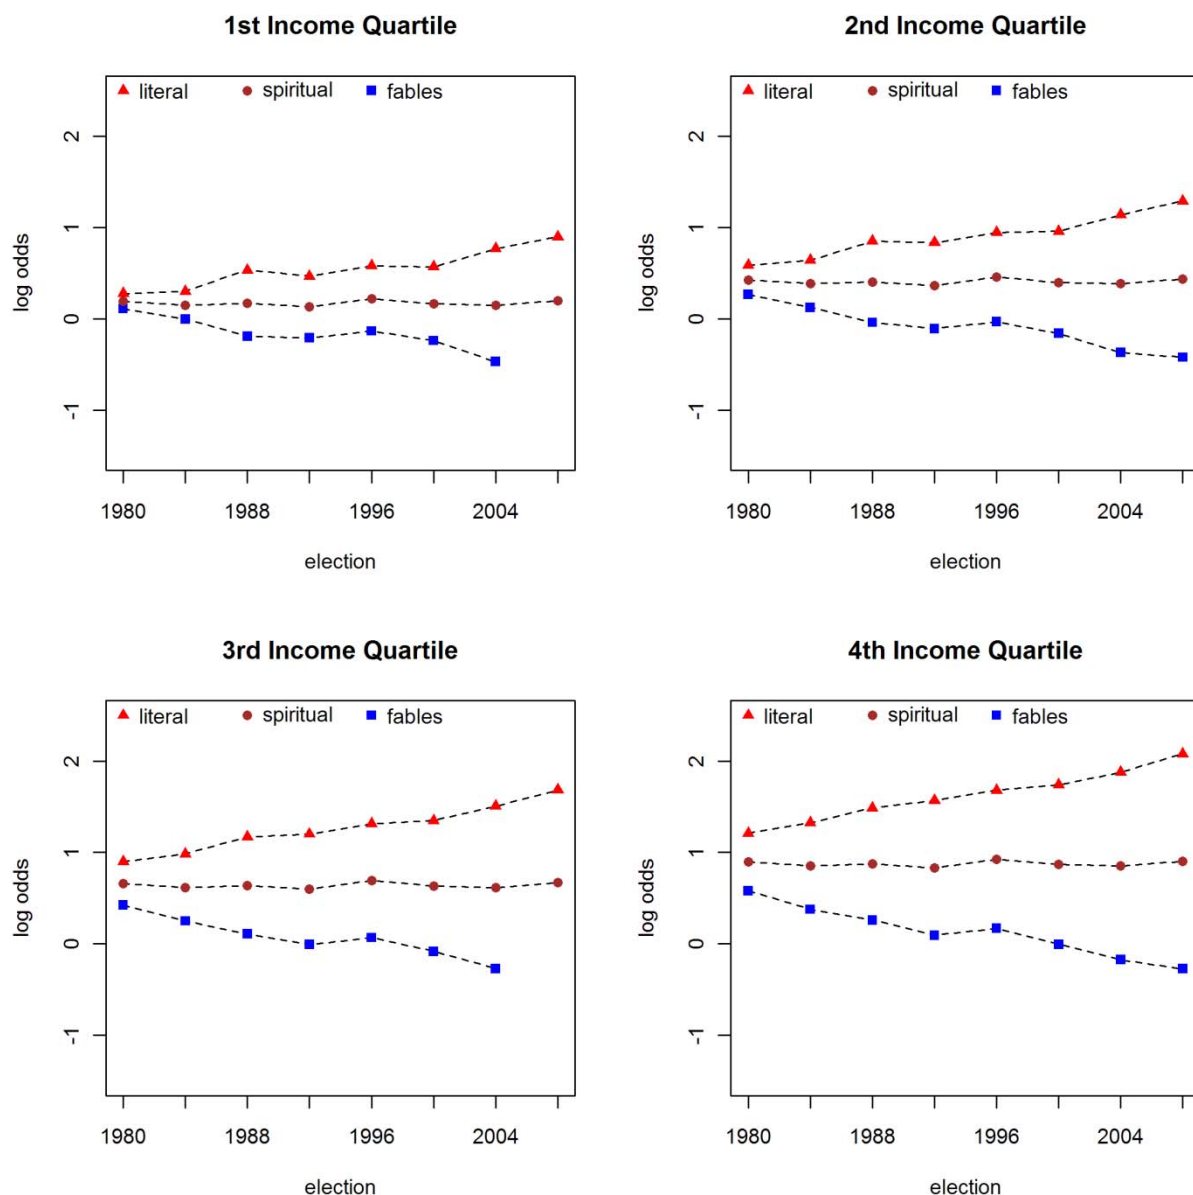 1st Income Quartile
literal spiritual fables
2
1
0
-1
log odds
1980 1988 1996 2004
election
2nd Income Quartile
literal spiritual fables
2
1
0
-1
log odds
1980 1988 1996 2004
election
3rd Income Quartile
literal spiritual fables
2
1
0
-1
log odds
1980 1988 1996 2004
election
4th Income Quartile
literal spiritual fables
2
1
0
-1
log odds
1980 1988 1996 2004
election